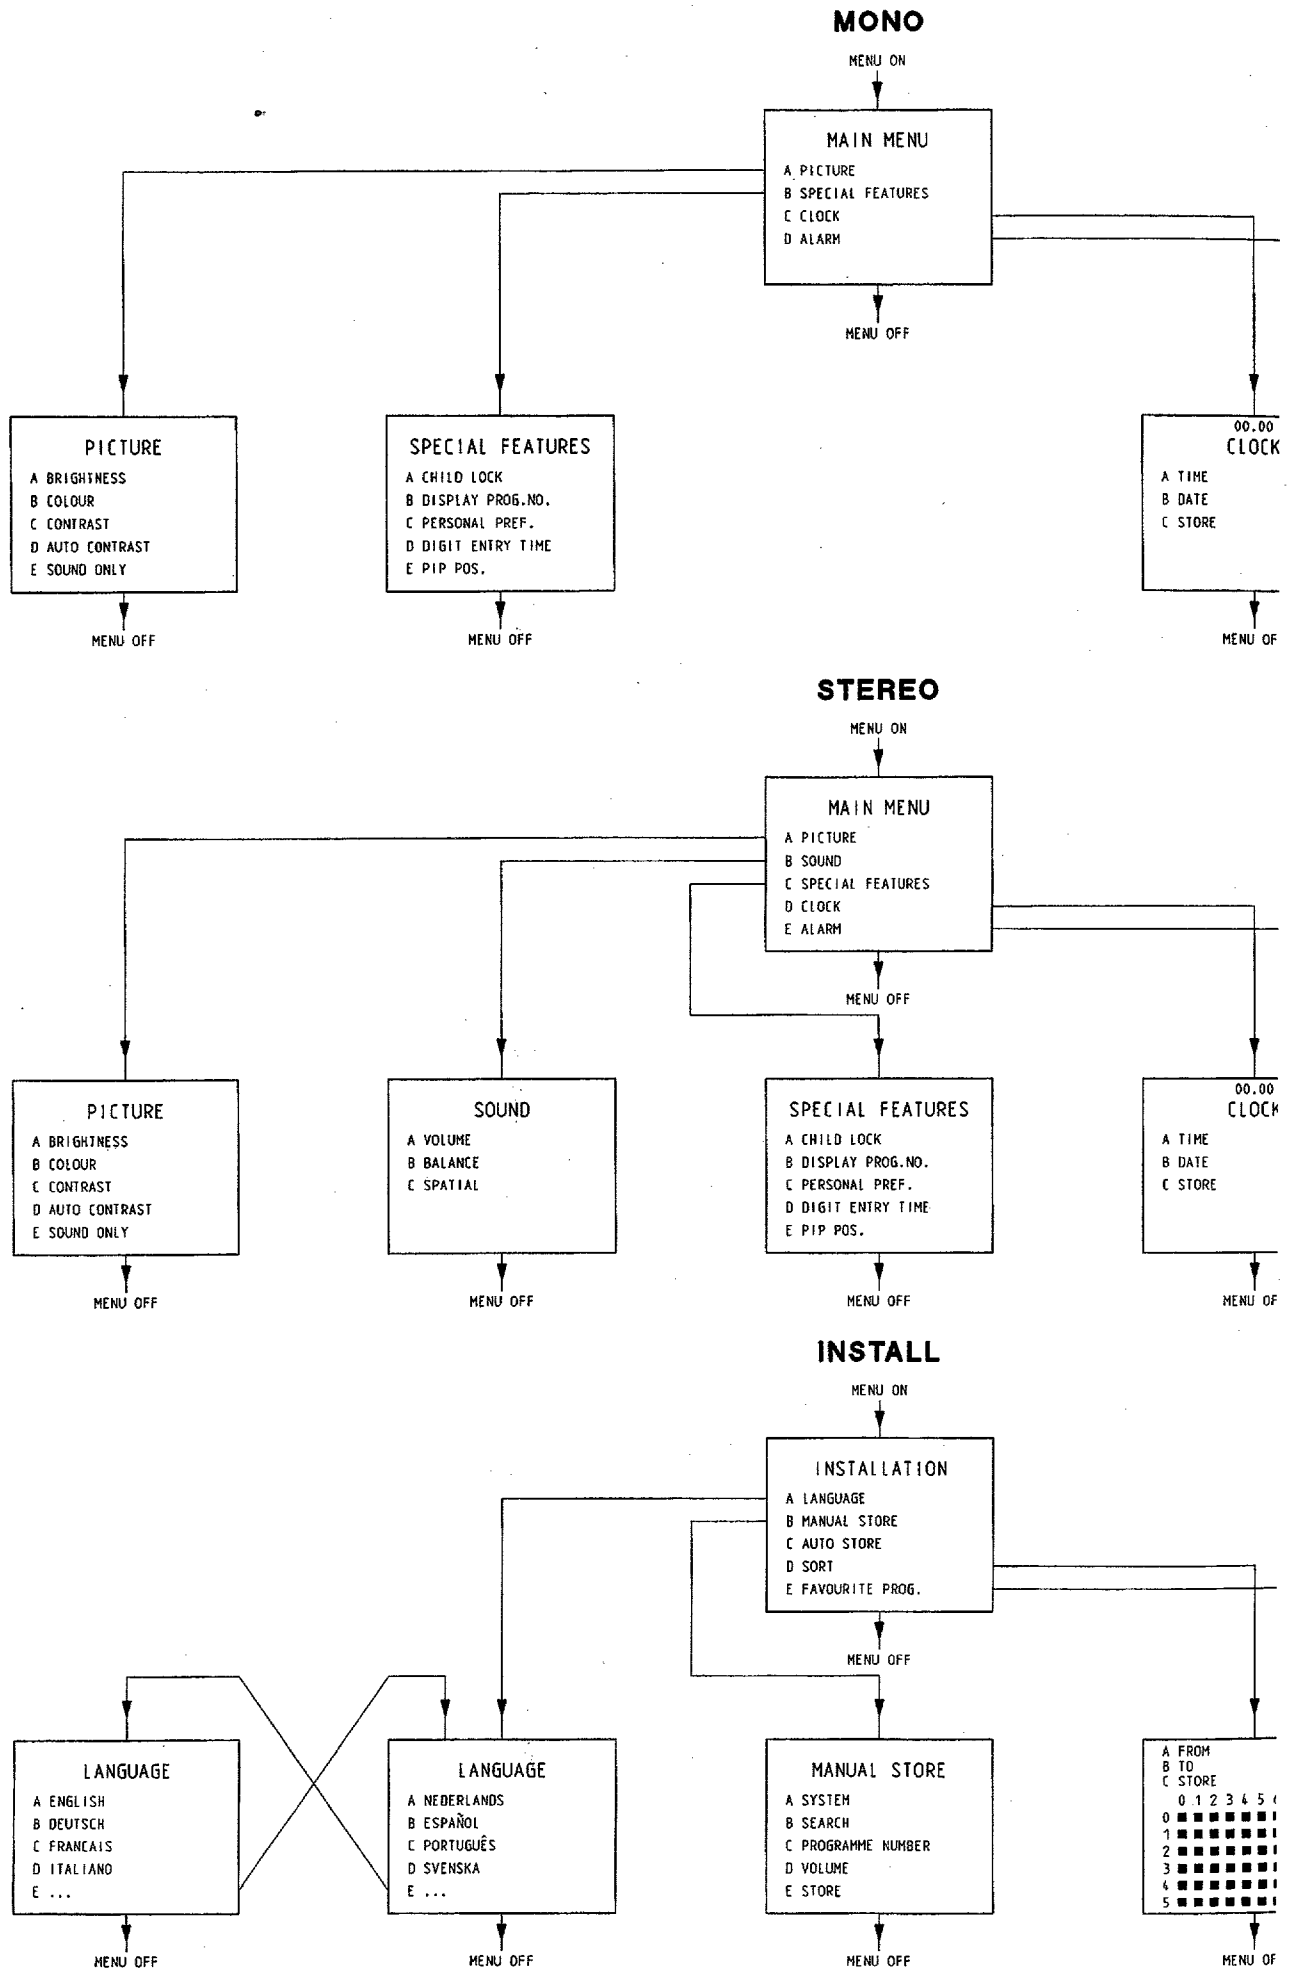 MONO
MENU ON
MAIN MENU
A PICTURE
B SPECIAL FEATURES
C CLOCK
D ALARM
MENU OFF
PICTURE
A BRIGHTNESS
B COLOUR
C CONTRAST
D AUTO CONTRAST
E SOUND ONLY
MENU OFF
SPECIAL FEATURES
A CHILD LOCK
B DISPLAY PROG.NO.
C PERSONAL PREF.
D DIGIT ENTRY TIME
E PIP POS.
MENU OFF
00.00
CLOCK
A TIME
B DATE
C STORE
MENU OF
STEREO
MENU ON
MAIN MENU
A PICTURE
B SOUND
C SPECIAL FEATURES
D CLOCK
E ALARM
MENU OFF
PICTURE
A BRIGHTNESS
B COLOUR
C CONTRAST
D AUTO CONTRAST
E SOUND ONLY
MENU OFF
SOUND
A VOLUME
B BALANCE
C SPATIAL
MENU OFF
SPECIAL FEATURES
A CHILD LOCK
B DISPLAY PROG.NO.
C PERSONAL PREF.
D DIGIT ENTRY TIME
E PIP POS.
MENU OFF
00.00
CLOCK
A TIME
B DATE
C STORE
MENU OF
INSTALL
MENU ON
INSTALLATION
A LANGUAGE
B MANUAL STORE
C AUTO STORE
D SORT
E FAVOURITE PROG.
MENU OFF
LANGUAGE
A ENGLISH
B DEUTSCH
C FRANCAIS
D ITALIANO
E ...
MENU OFF
LANGUAGE
A NEDERLANDS
B ESPAÑOL
C PORTUGUÊS
D SVENSKA
E ...
MENU OFF
MANUAL STORE
A SYSTEM
B SEARCH
C PROGRAMME NUMBER
D VOLUME
E STORE
MENU OFF
A FROM
B TO
C STORE
0 1 2 3 4 5
0
1
2
3
4
5
MENU OF